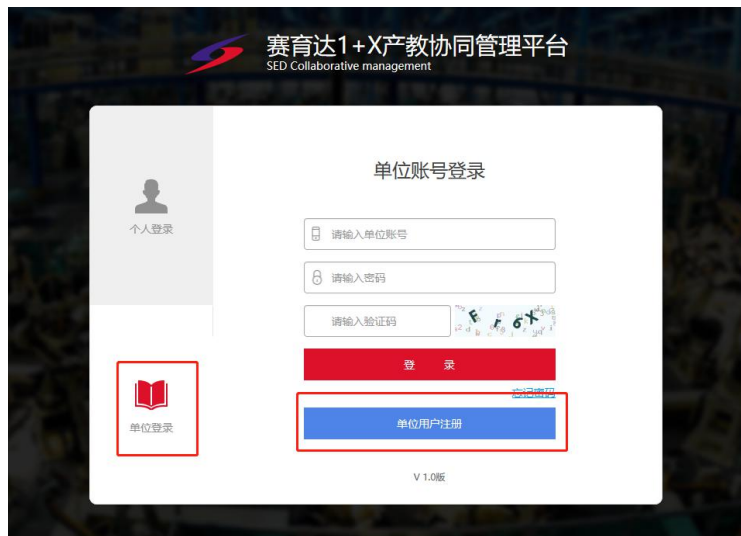 赛育达1+X产教协同管理平台
SED Collaborative management
个人登录
单位登录
单位账号登录
请输入单位账号
请输入密码
请输入验证码
F r 6 X
登 录
忘记密码
单位用户注册
V 1.0版